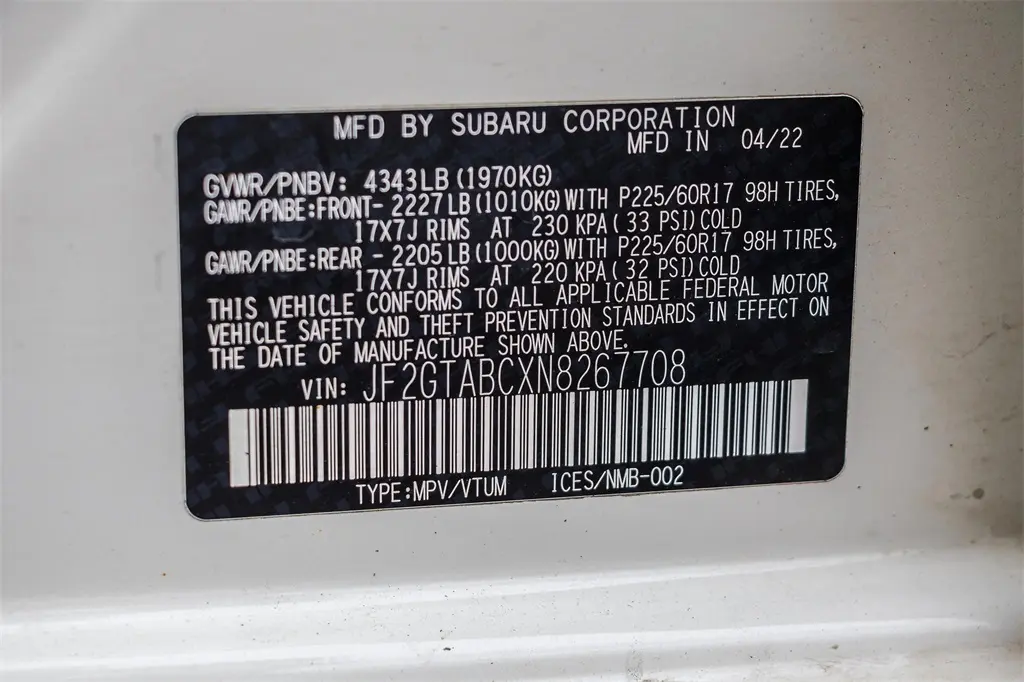 MFD BY SUBARU CORPORATION
MFD IN 04/22
GVWR/PNBV: 4343LB (1970KG)
GAWR/PNBE:FRONT- 2227LB (1010KG) WITH P225/60R17 98H TIRES,
17X7J RIMS AT 230 KPA ( 33 PSI) COLD
GAWR/PNBE:REAR - 2205LB (1000KG) WITH P225/60R17 98H TIRES,
17X7J RIMS AT 220 KPA ( 32 PSI) COLD
THIS VEHICLE CONFORMS TO ALL APPLICABLE FEDERAL MOTOR
VEHICLE SAFETY AND THEFT PREVENTION STANDARDS IN EFFECT ON
THE DATE OF MANUFACTURE SHOWN ABOVE.
VIN: JF2GTABCXN8267708
TYPE:MPV/VTUM ICES/NMB-002